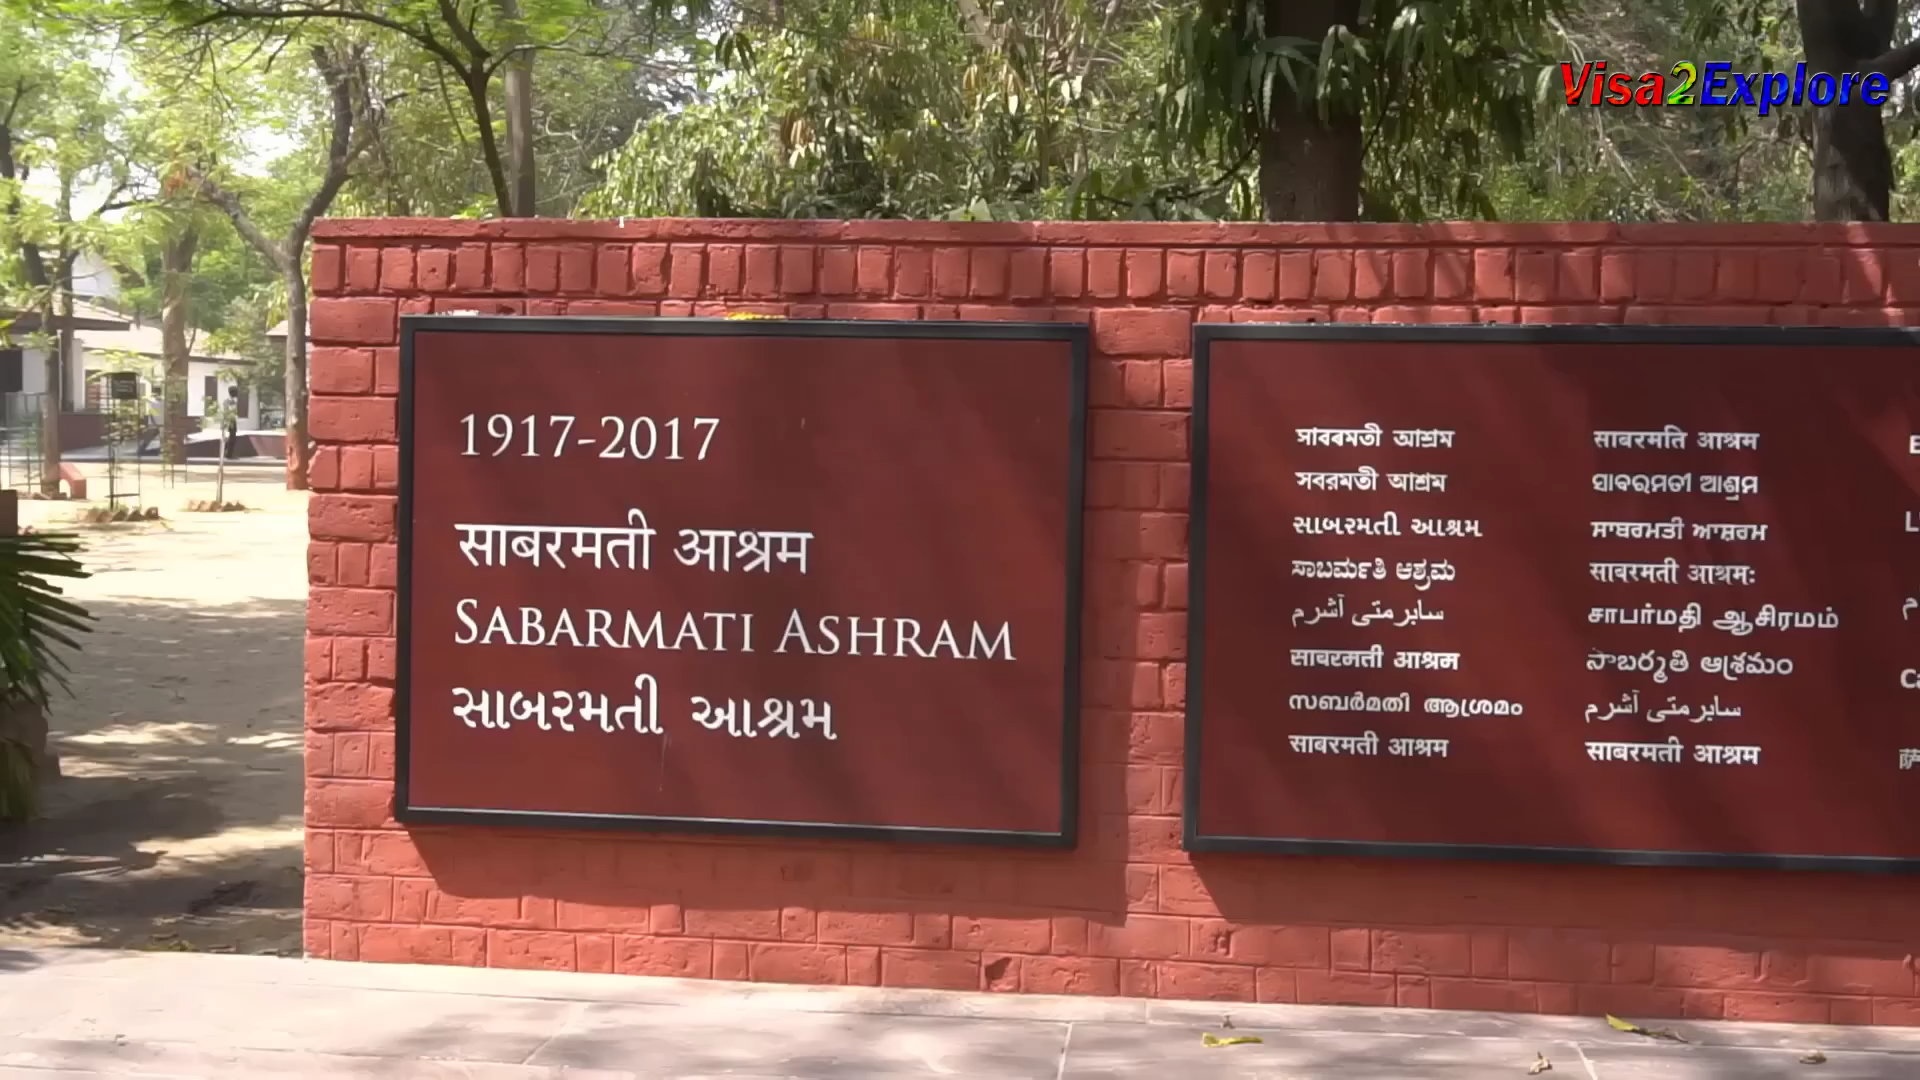 Visa2Explore
1917-2017
साबरमती आश्रम
SABARMATI ASHRAM
સાબરમતી આશ્રમ
সাবৰমতী আশ্ৰম
সবরমতী আশ্রম
સાબરમતી આશ્રમ
ಸಾಬರ್ಮತಿ ಆಶ್ರಮ
سابرمتی آشرم
साबरमती आश्रम
സബർമതി ആശ്രമം
साबरमती आश्रम
साबरमति आश्रम
ସାବରମତୀ ଆଶ୍ରମ
ਸਾਬਰਮਤੀ ਆਸ਼ਰਮ
साबरमती आश्रमः
சாபர்மதி ஆசிரமம்
సాబర్మతి ఆశ్రమం
سابرمتی آشرم
साबरमती आश्रम